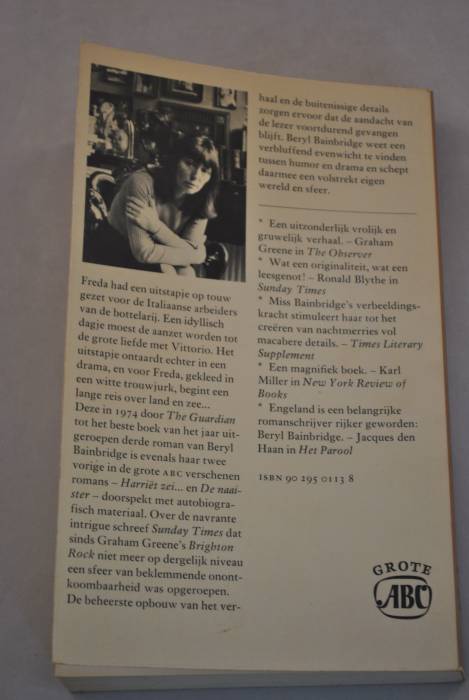 Freda had een uitstapje op touw
gezet voor de Italiaanse arbeiders
van de bottelarij. Een idyllisch
dagje moest de aanzet worden tot
de grote liefde met Vittorio. Het
uitstapje ontaardt echter in een
drama, en voor Freda, gekleed in
een witte trouwjurk, begint een
lange reis over land en zee...
Deze in 1974 door The Guardian
tot het beste boek van het jaar uit-
geroepen derde roman van Beryl
Bainbridge is evenals haar twee
vorige in de grote ABC verschenen
romans – Harriët zei... en De naai-
ster – doorspekt met autobiogra-
fisch materiaal. Over de navrante
intrigue schreef Sunday Times dat
sinds Graham Greene's Brighton
Rock niet meer op dergelijk niveau
een sfeer van beklemmende onont-
koombaarheid was opgeroepen.
De beheerste opbouw van het ver-
haal en de buitenissige details
zorgen ervoor dat de aandacht van
de lezer voortdurend gevangen
blijft. Beryl Bainbridge weet een
verbluffend evenwicht te vinden
tussen humor en drama en schept
daarmee een volstrekt eigen
wereld en sfeer.
* Een uitzonderlijk vrolijk en
gruwelijk verhaal. – Graham
Greene in The Observer
* Wat een originaliteit, wat een
leesgenot! – Ronald Blythe in
Sunday Times
* Miss Bainbridge's verbeeldings-
kracht stimuleert haar tot het
creëren van nachtmerries vol
macabere details. – Times Literary
Supplement
* Een magnifiek boek. – Karl
Miller in New York Review of
Books
* Engeland is een belangrijke
romanschrijver rijker geworden:
Beryl Bainbridge. – Jacques den
Haan in Het Parool
ISBN 90 295 0113 8
GROTE
ABC